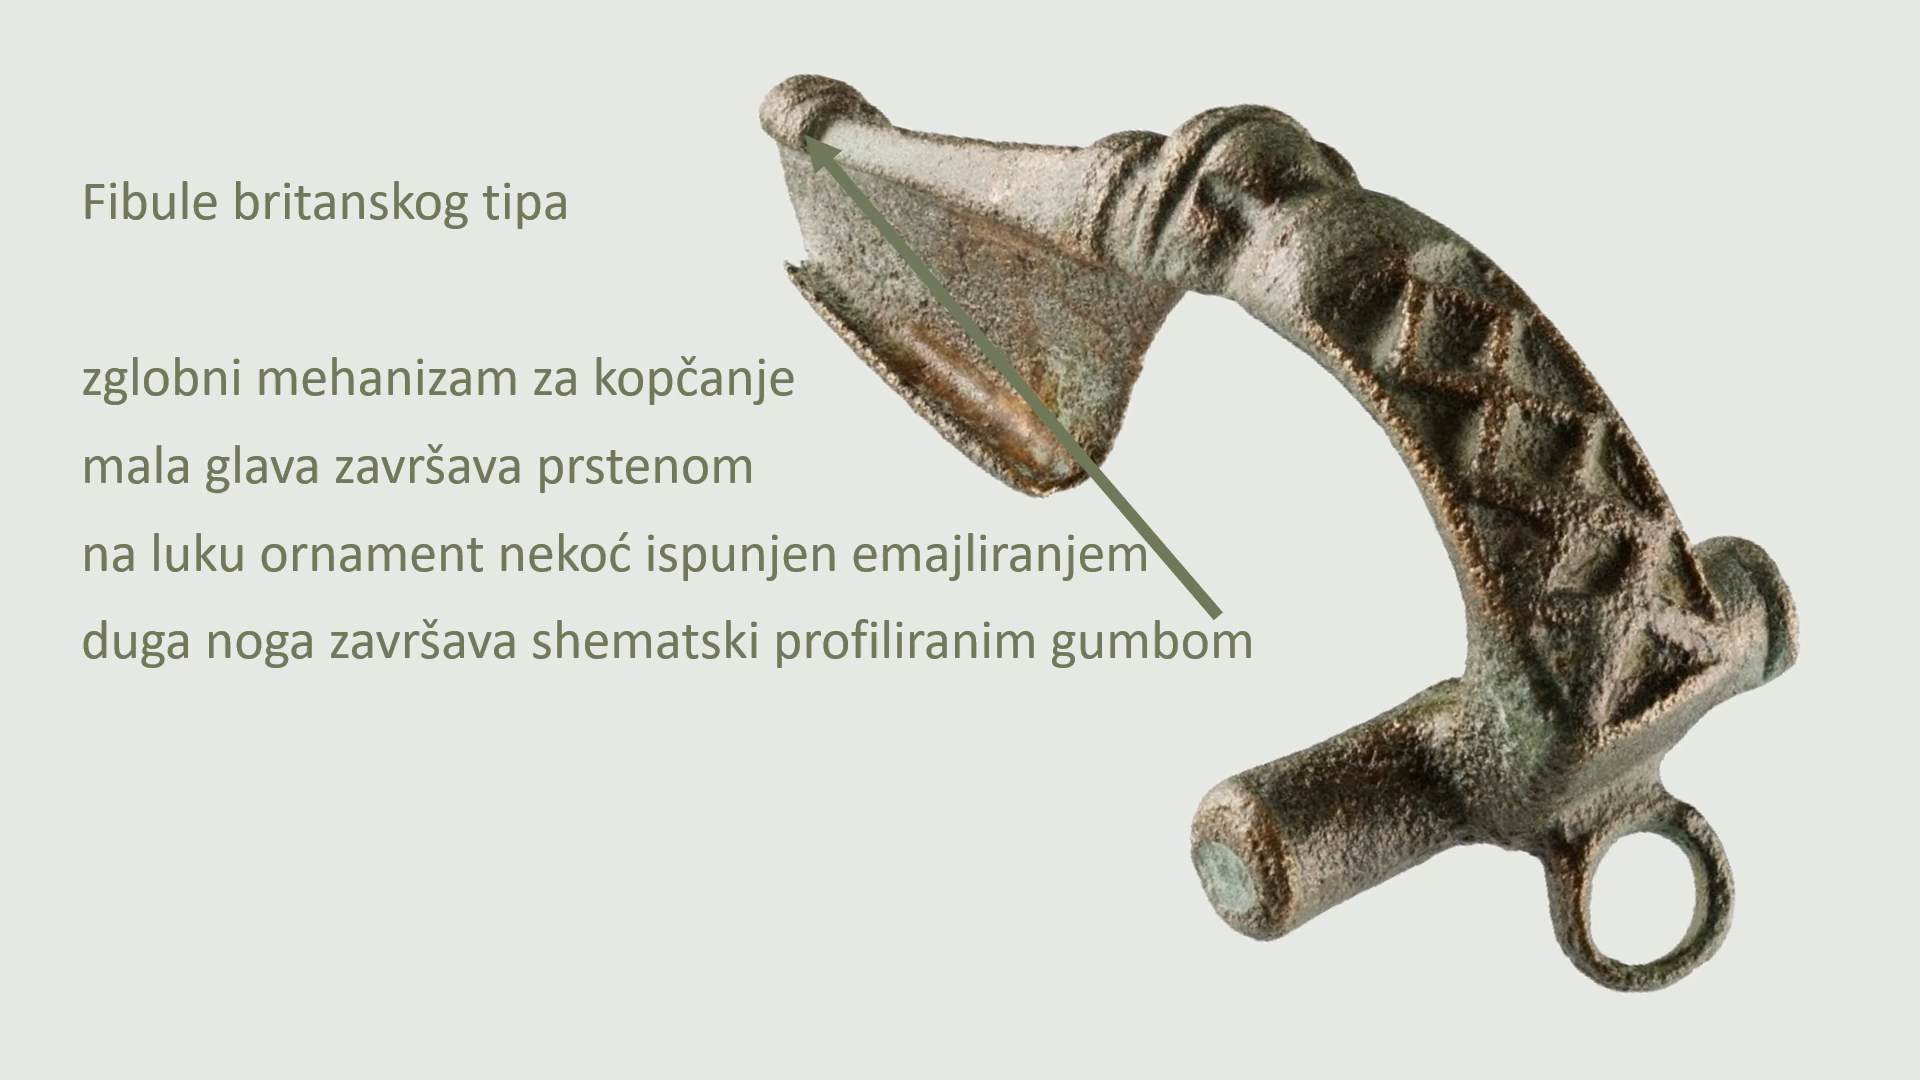 Fibule britanskog tipa
zglobni mehanizam za kopčanje
mala glava završava prstenom
na luku ornament nekoć ispunjen emajliranjem
duga noga završava shematski profiliranim gumbom